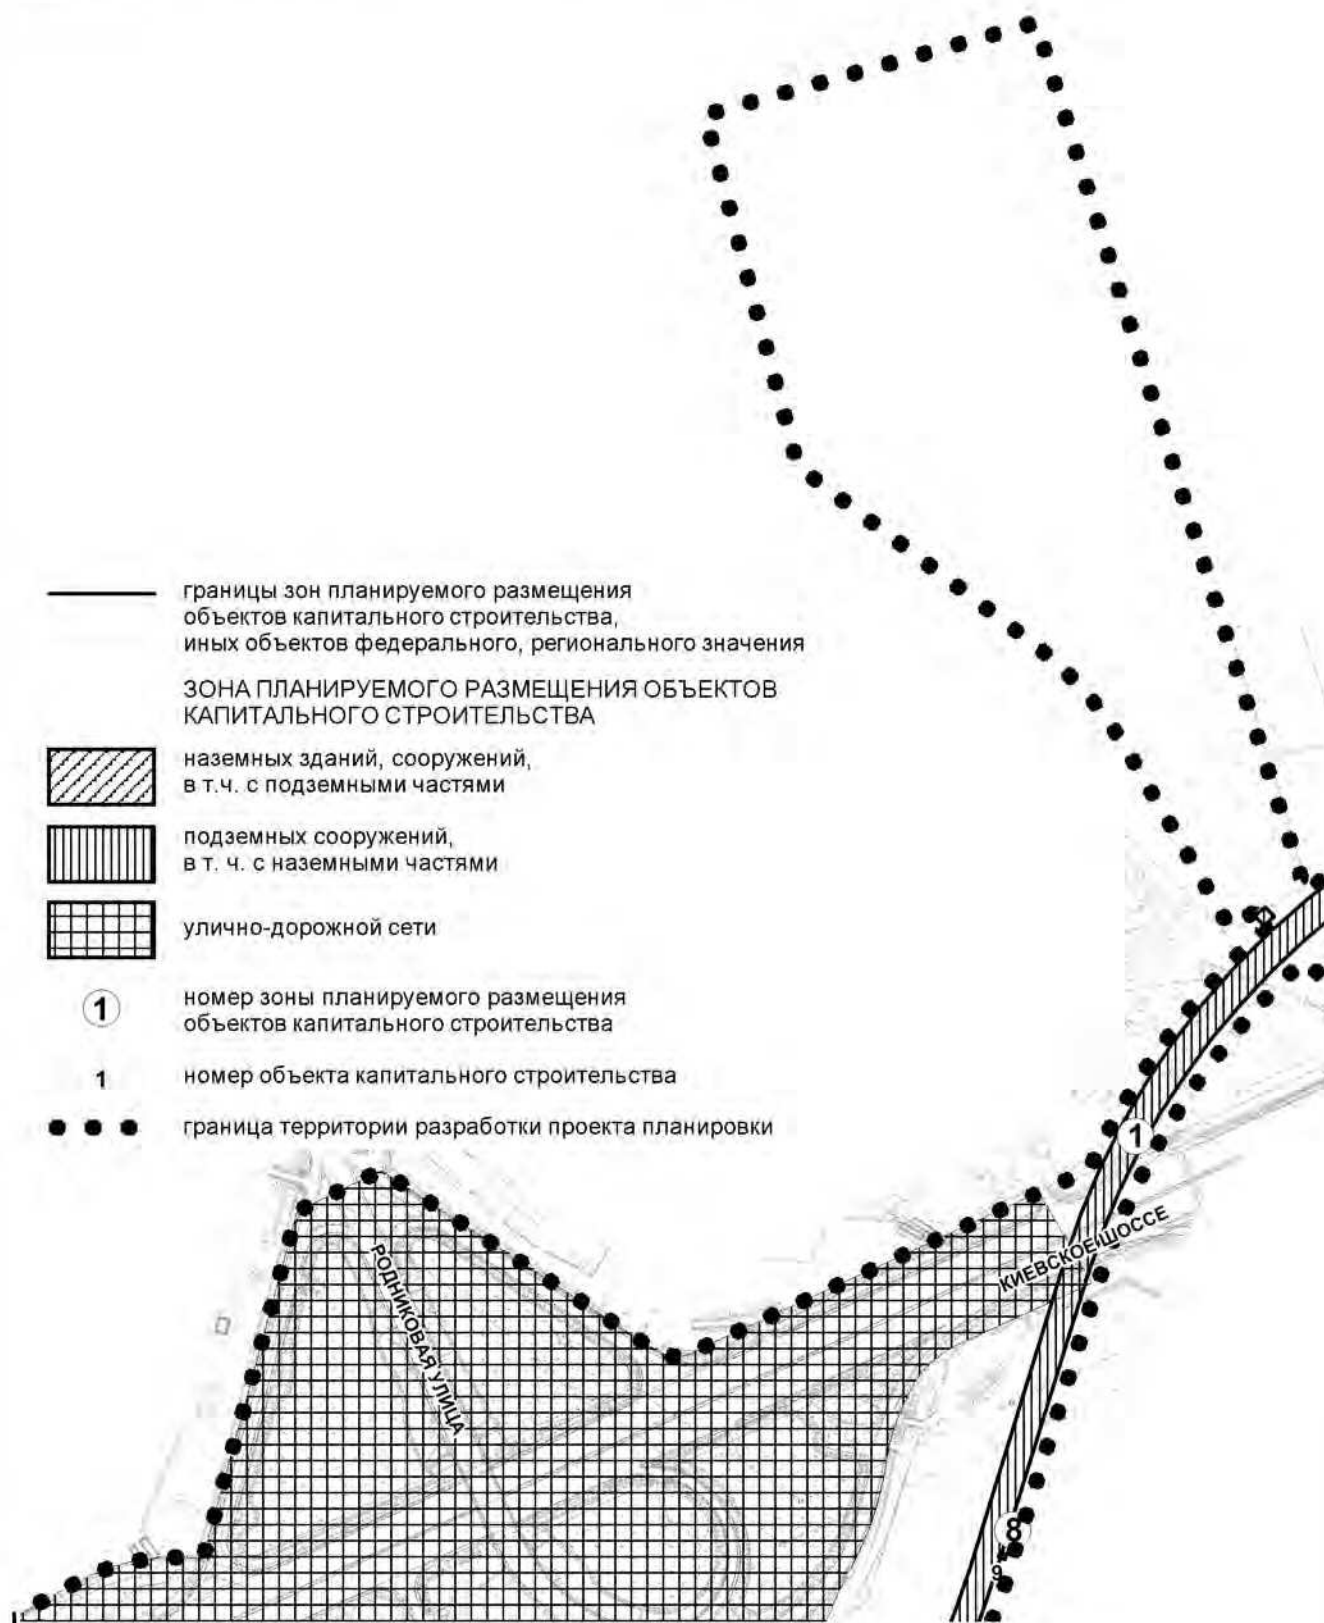 границы зон планируемого размещения
объектов капитального строительства,
иных объектов федерального, регионального значения
ЗОНА ПЛАНИРУЕМОГО РАЗМЕЩЕНИЯ ОБЪЕКТОВ
КАПИТАЛЬНОГО СТРОИТЕЛЬСТВА
наземных зданий, сооружений,
в т.ч. с подземными частями
подземных сооружений,
в т. ч. с наземными частями
улично-дорожной сети
1
номер зоны планируемого размещения
объектов капитального строительства
1
номер объекта капитального строительства
граница территории разработки проекта планировки
1
КИЕВСКОЕ ШОССЕ
РОДНИКОВАЯ УЛИЦА
8
9